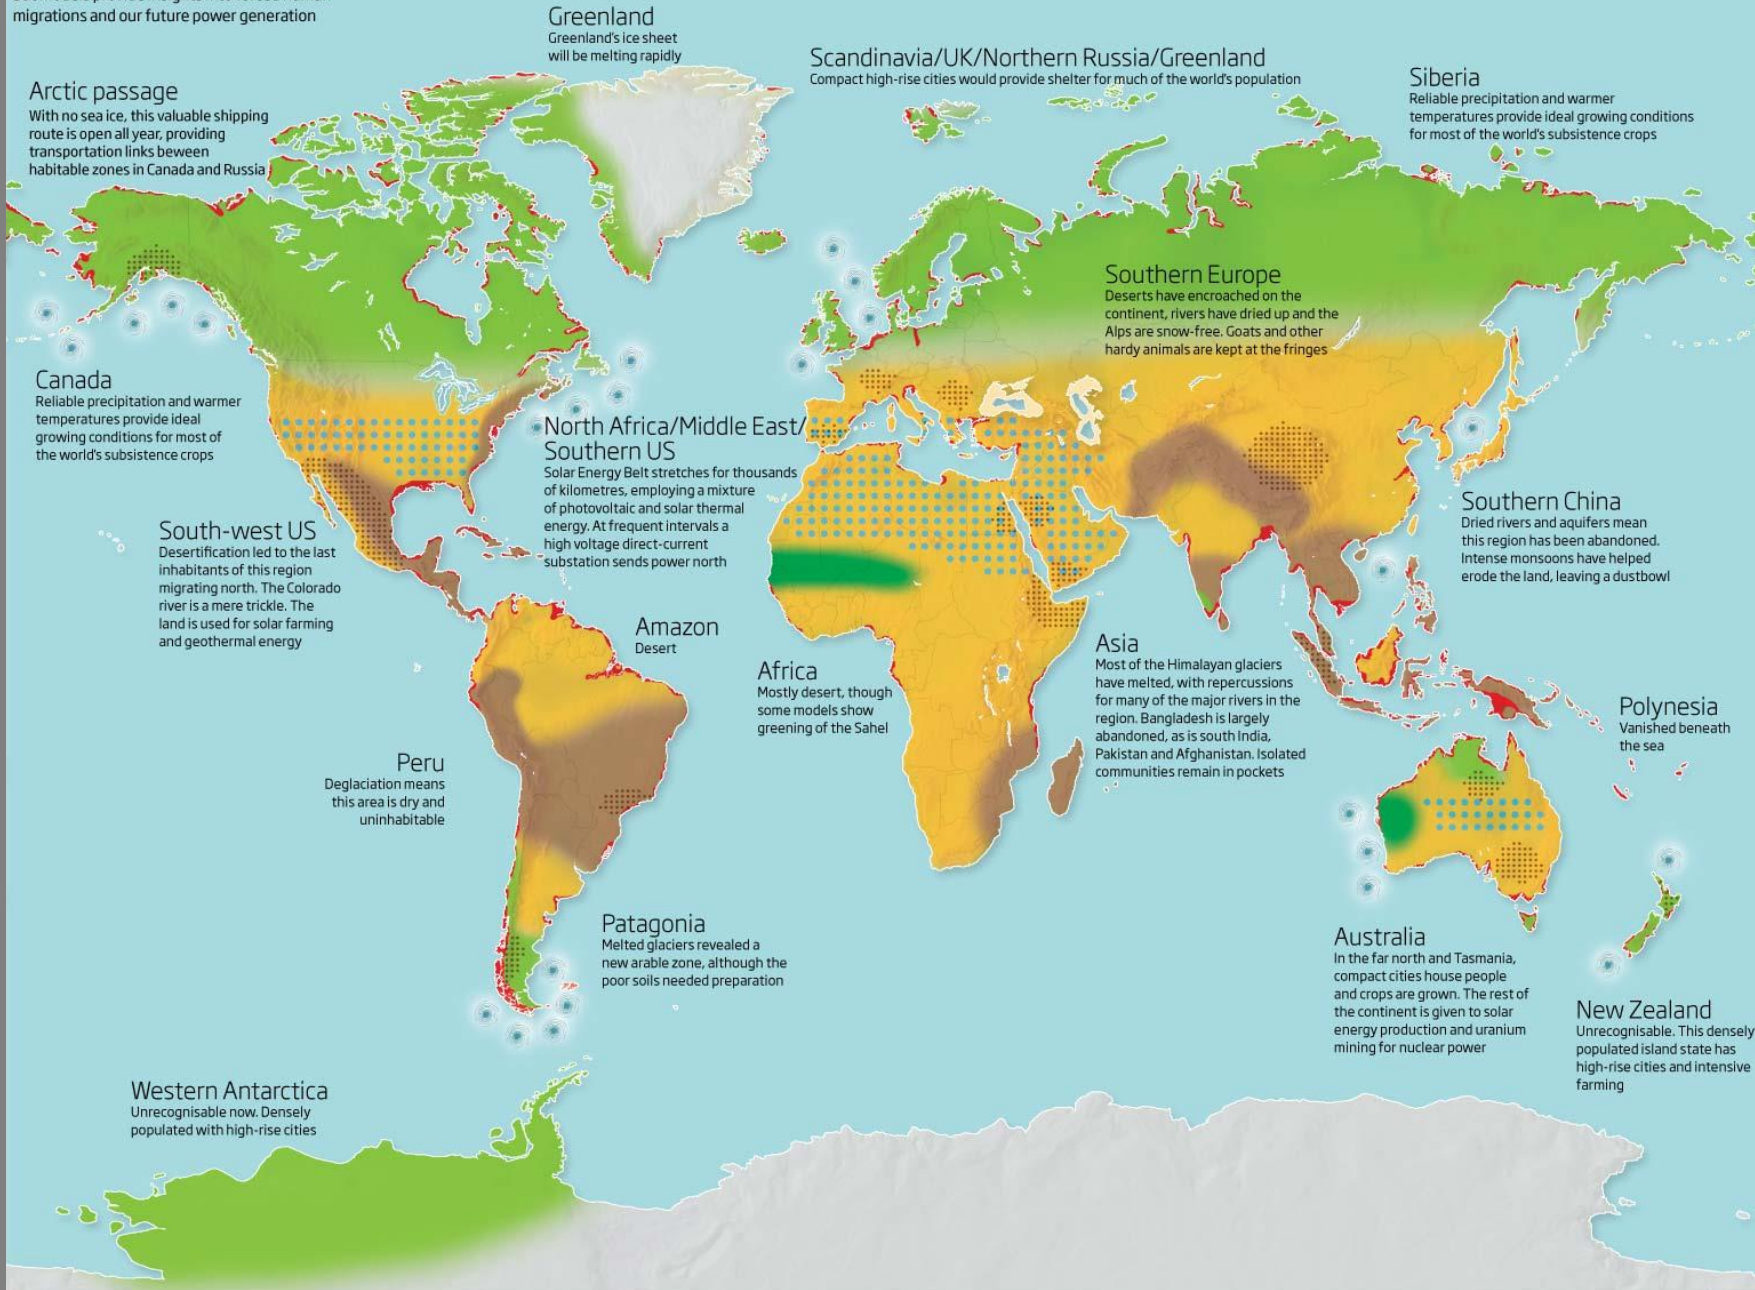 migrations and our future power generation
Greenland
Greenland's ice sheet
will be melting rapidly
Scandinavia/UK/Northern Russia/Greenland
Compact high-rise cities would provide shelter for much of the world's population
Siberia
Reliable precipitation and warmer
temperatures provide ideal growing conditions
for most of the world's subsistence crops
Arctic passage
With no sea ice, this valuable shipping
route is open all year, providing
transportation links beween
habitable zones in Canada and Russia
Southern Europe
Deserts have encroached on the
continent, rivers have dried up and the
Alps are snow-free. Goats and other
hardy animals are kept at the fringes
Canada
Reliable precipitation and warmer
temperatures provide ideal
growing conditions for most of
the world's subsistence crops
North Africa/Middle East/
Southern US
Solar Energy Belt stretches for thousands
of kilometres, employing a mixture
of photovoltaic and solar thermal
energy. At frequent intervals a
high voltage direct-current
substation sends power north
South-west US
Desertification led to the last
inhabitants of this region
migrating north. The Colorado
river is a mere trickle. The
land is used for solar farming
and geothermal energy
Southern China
Dried rivers and aquifers mean
this region has been abandoned.
Intense monsoons have helped
erode the land, leaving a dustbowl
Amazon
Desert
Africa
Mostly desert, though
some models show
greening of the Sahel
Asia
Most of the Himalayan glaciers
have melted, with repercussions
for many of the major rivers in the
region. Bangladesh is largely
abandoned, as is south India,
Pakistan and Afghanistan. Isolated
communities remain in pockets
Polynesia
Vanished beneath
the sea
Peru
Deglaciation means
this area is dry and
uninhabitable
Patagonia
Melted glaciers revealed a
new arable zone, although the
poor soils needed preparation
Australia
In the far north and Tasmania,
compact cities house people
and crops are grown. The rest of
the continent is given to solar
energy production and uranium
mining for nuclear power
New Zealand
Unrecognisable. This densely
populated island state has
high-rise cities and intensive
farming
Western Antarctica
Unrecognisable now. Densely
populated with high-rise cities